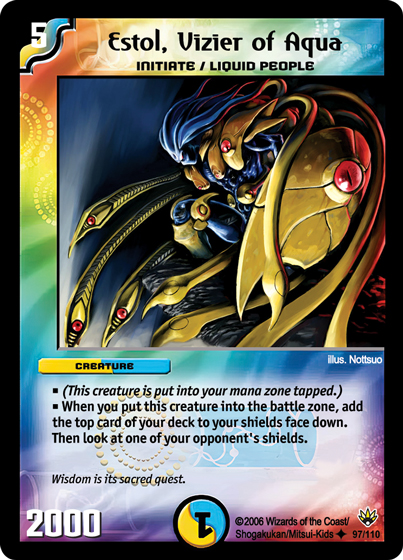 5
Estol, Vizier of Aqua
INITIATE / LIQUID PEOPLE
illus. Nottsuo
CREATURE
▪ (This creature is put into your mana zone tapped.)
▪ When you put this creature into the battle zone, add
the top card of your deck to your shields face down.
Then look at one of your opponent's shields.
Wisdom is its sacred quest.
2000
1
©2006 Wizards of the Coast/
Shogakukan/Mitsui-Kids ◆ 97/110